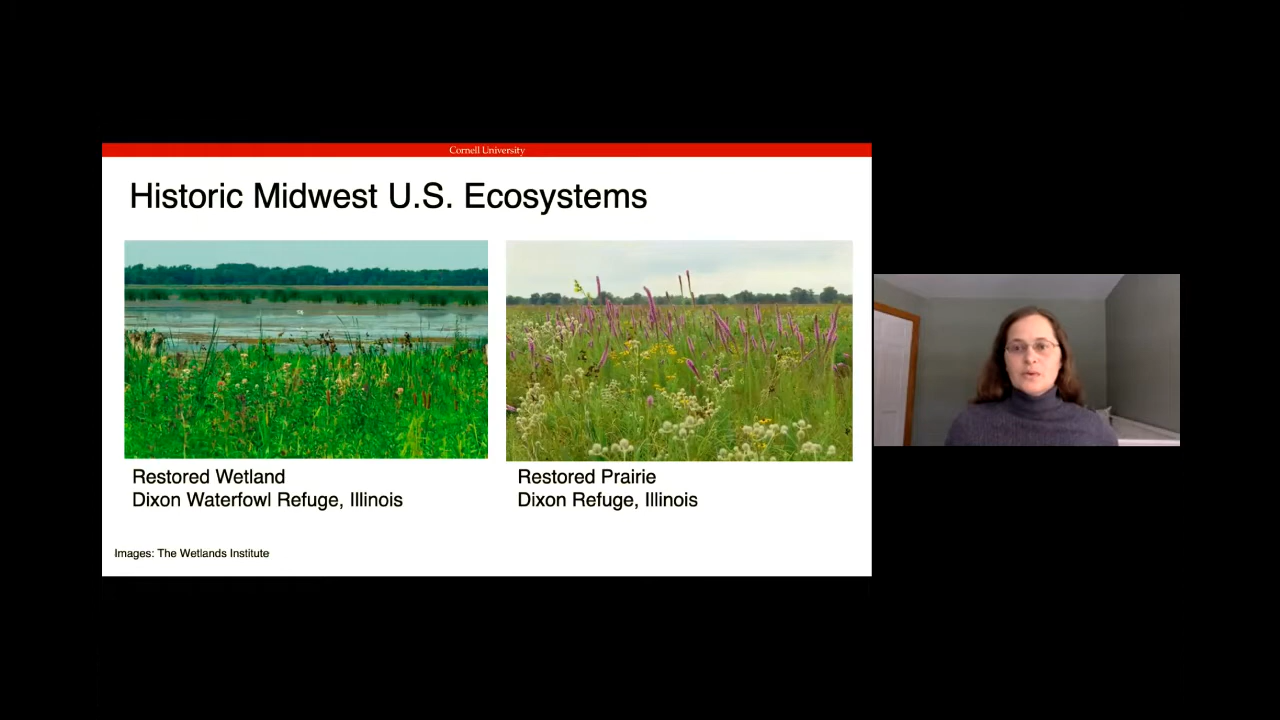 Cornell University
Historic Midwest U.S. Ecosystems
Restored Wetland
Dixon Waterfowl Refuge, Illinois
Restored Prairie
Dixon Refuge, Illinois
Images: The Wetlands Institute